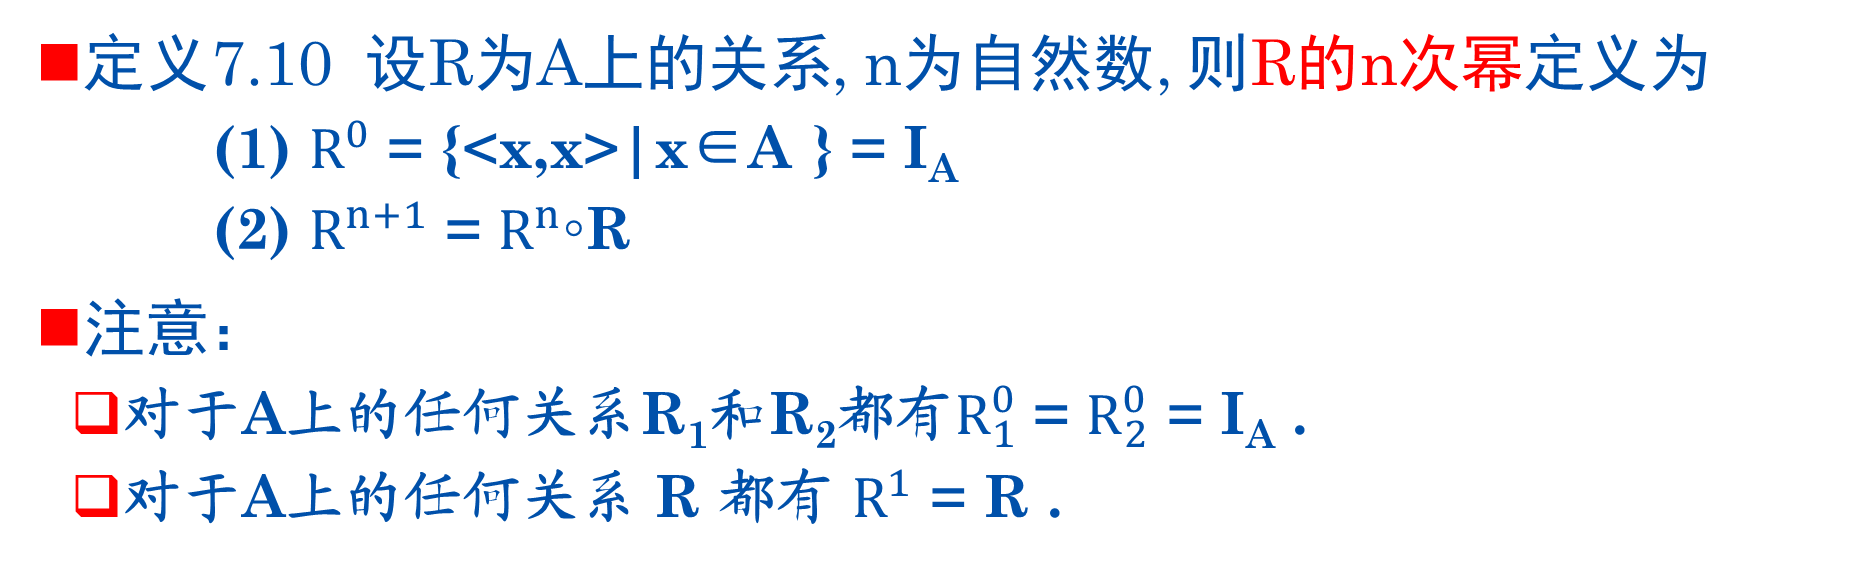 ■定义7.10 设R为A上的关系, n为自然数, 则R的n次幂定义为
(1) R⁰ = {<x,x>|x∈A } = I_A
(2) Rⁿ⁺¹ = Rⁿ∘R
■注意：
❑对于A上的任何关系R₁和R₂都有R₁⁰ = R₂⁰ = I_A .
❑对于A上的任何关系 R 都有 R¹ = R .